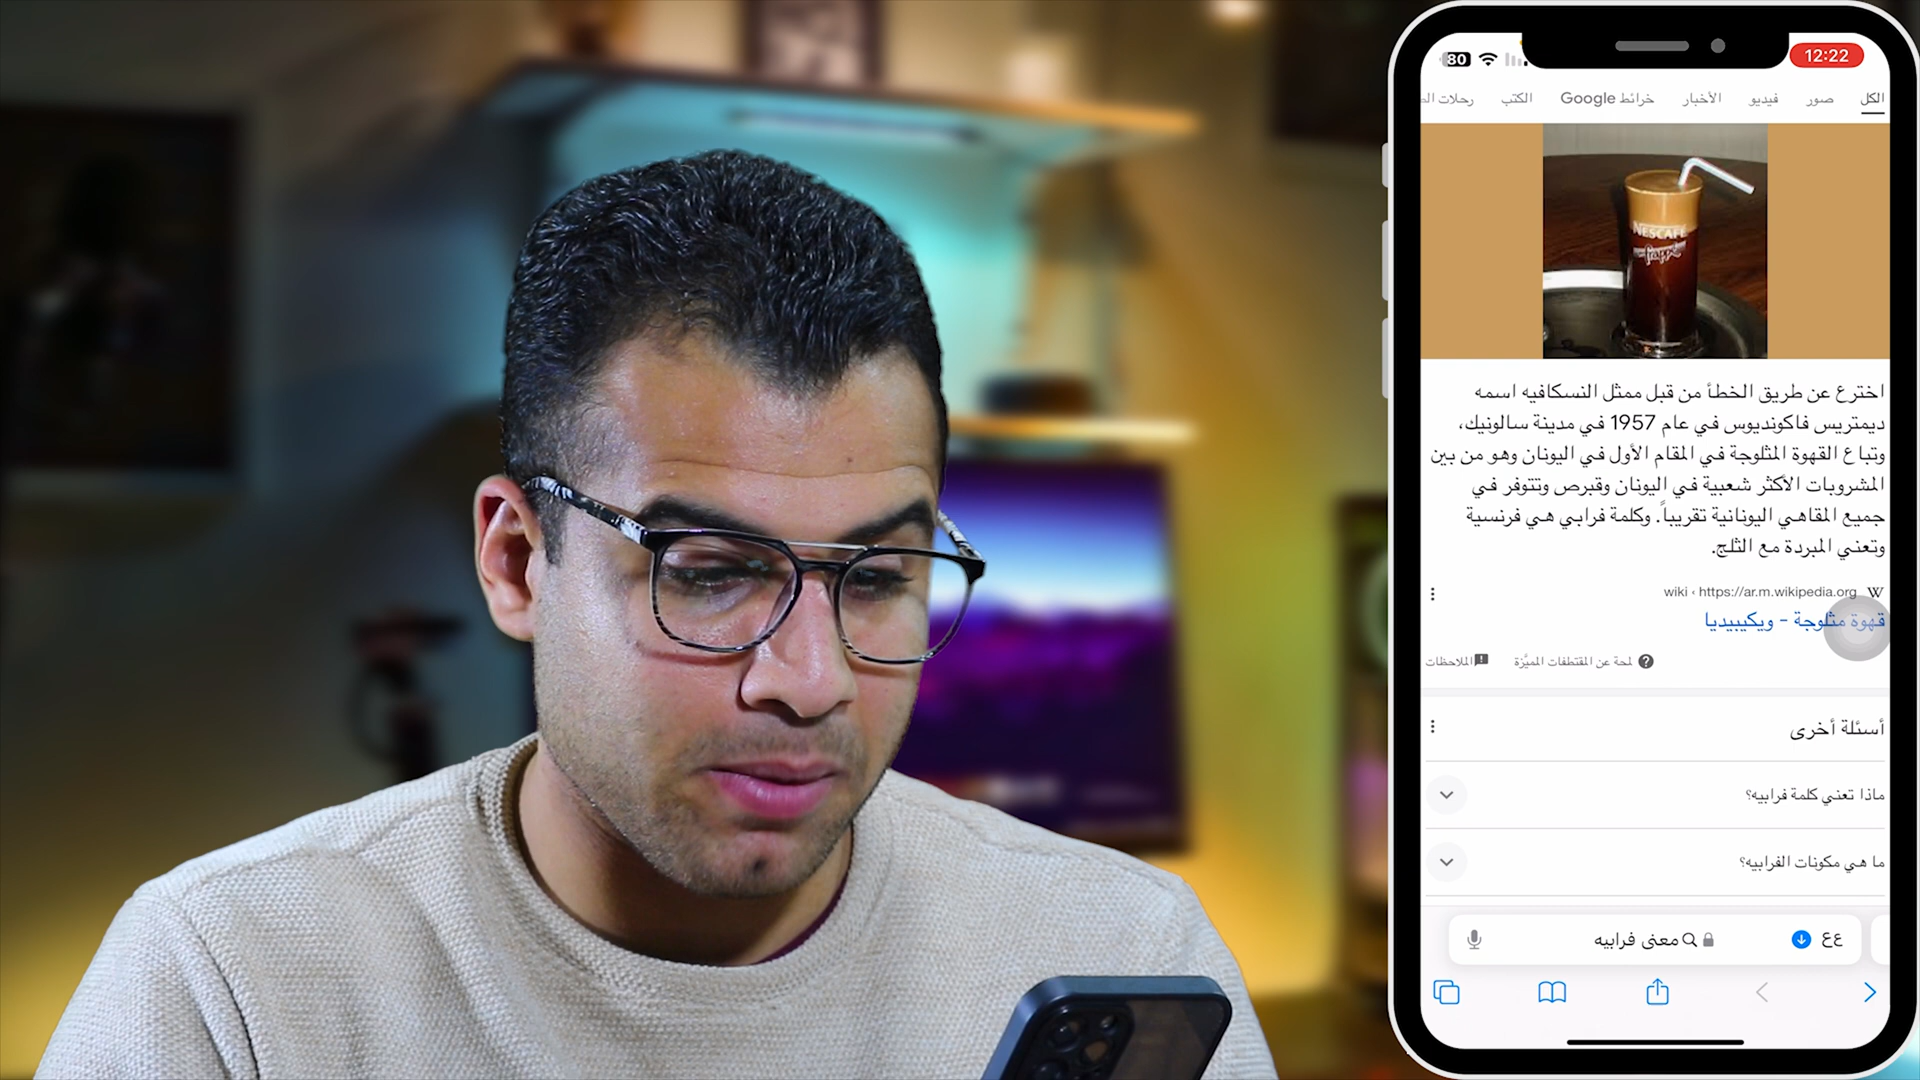 80
12:22
الكل صور فيديو الأخبار خرائط Google الكتب رحلات الط
NESCAFÉ
frappé
اخترع عن طريق الخطأ من قبل ممثل النسكافيه اسمه
ديمتريس فاكونديوس في عام 1957 في مدينة سالونيك،
وتباع القهوة المثلوجة في المقام الأول في اليونان وهو من بين
المشروبات الأكثر شعبية في اليونان وقبرص وتتوفر في
جميع المقاهي اليونانية تقريباً. وكلمة فرابي هي فرنسية
وتعني المبردة مع الثلج.
W https://ar.m.wikipedia.org › wiki
قهوة مثلوجة - ويكيبيديا
لمحة عن المقتطفات المميَّزة الملاحظات
أسئلة أخرى
ماذا تعني كلمة فرابيه؟
ما هي مكونات الفرابيه؟
عع معنى فرابيه